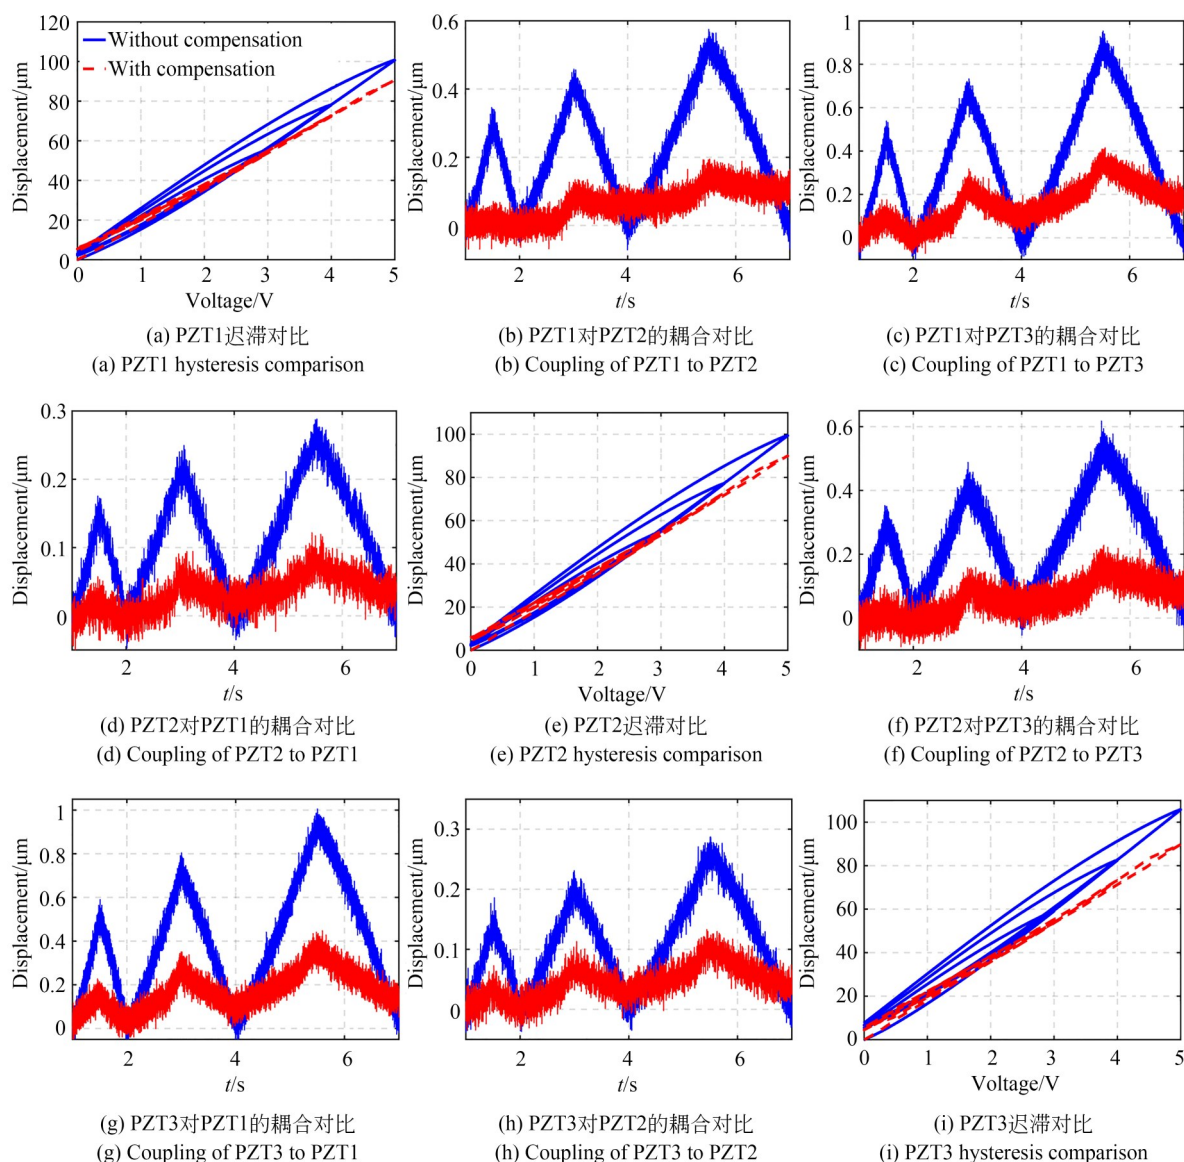 120
100
80
60
40
20
0
Displacement/μm
Without compensation
With compensation
0 1 2 3 4 5
Voltage/V
(a) PZT1迟滞对比
(a) PZT1 hysteresis comparison
0.6
0.4
0.2
0
Displacement/μm
2 4 6
t/s
(b) PZT1对PZT2的耦合对比
(b) Coupling of PZT1 to PZT2
1
0.8
0.6
0.4
0.2
0
Displacement/μm
2 4 6
t/s
(c) PZT1对PZT3的耦合对比
(c) Coupling of PZT1 to PZT3
0.3
0.2
0.1
0
Displacement/μm
2 4 6
t/s
(d) PZT2对PZT1的耦合对比
(d) Coupling of PZT2 to PZT1
100
80
60
40
20
0
Displacement/μm
0 1 2 3 4 5
Voltage/V
(e) PZT2迟滞对比
(e) PZT2 hysteresis comparison
0.6
0.4
0.2
0
Displacement/μm
2 4 6
t/s
(f) PZT2对PZT3的耦合对比
(f) Coupling of PZT2 to PZT3
1
0.8
0.6
0.4
0.2
0
Displacement/μm
2 4 6
t/s
(g) PZT3对PZT1的耦合对比
(g) Coupling of PZT3 to PZT1
0.3
0.2
0.1
0
Displacement/μm
2 4 6
t/s
(h) PZT3对PZT2的耦合对比
(h) Coupling of PZT3 to PZT2
100
80
60
40
20
0
Displacement/μm
0 1 2 3 4 5
Voltage/V
(i) PZT3迟滞对比
(i) PZT3 hysteresis comparison